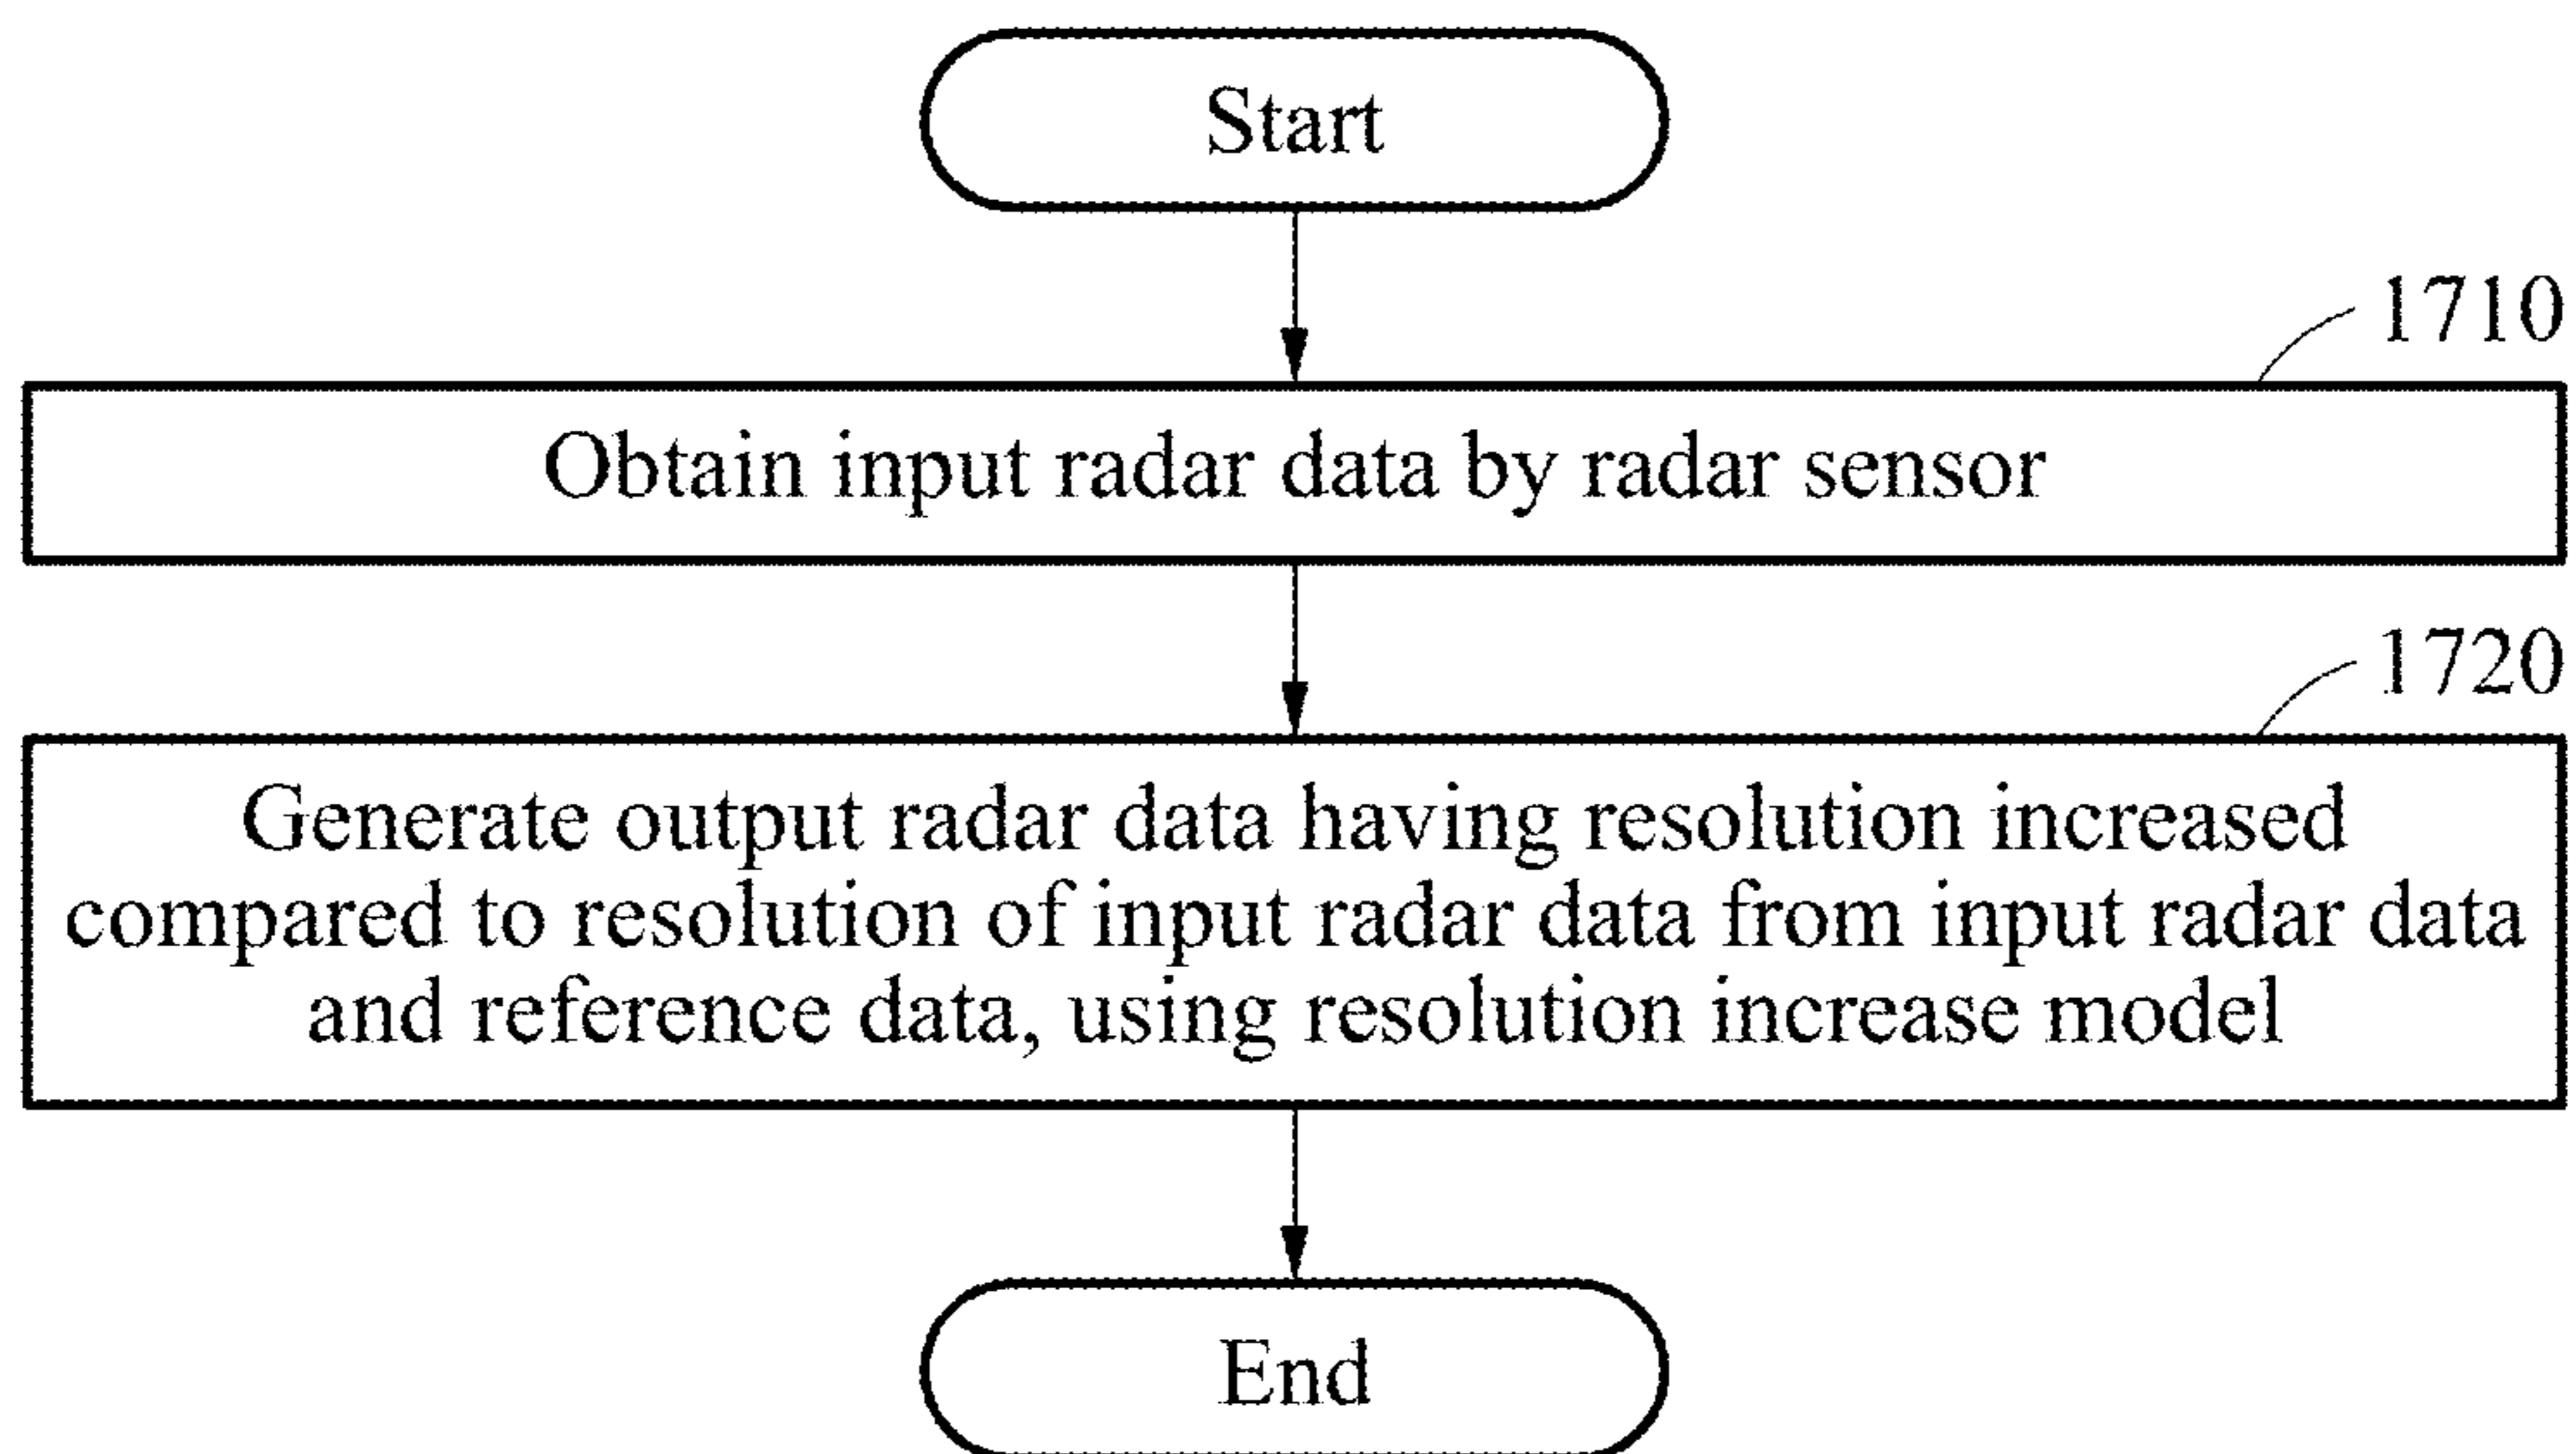 Start
1710
Obtain input radar data by radar sensor
1720
Generate output radar data having resolution increased
compared to resolution of input radar data from input radar data
and reference data, using resolution increase model
End